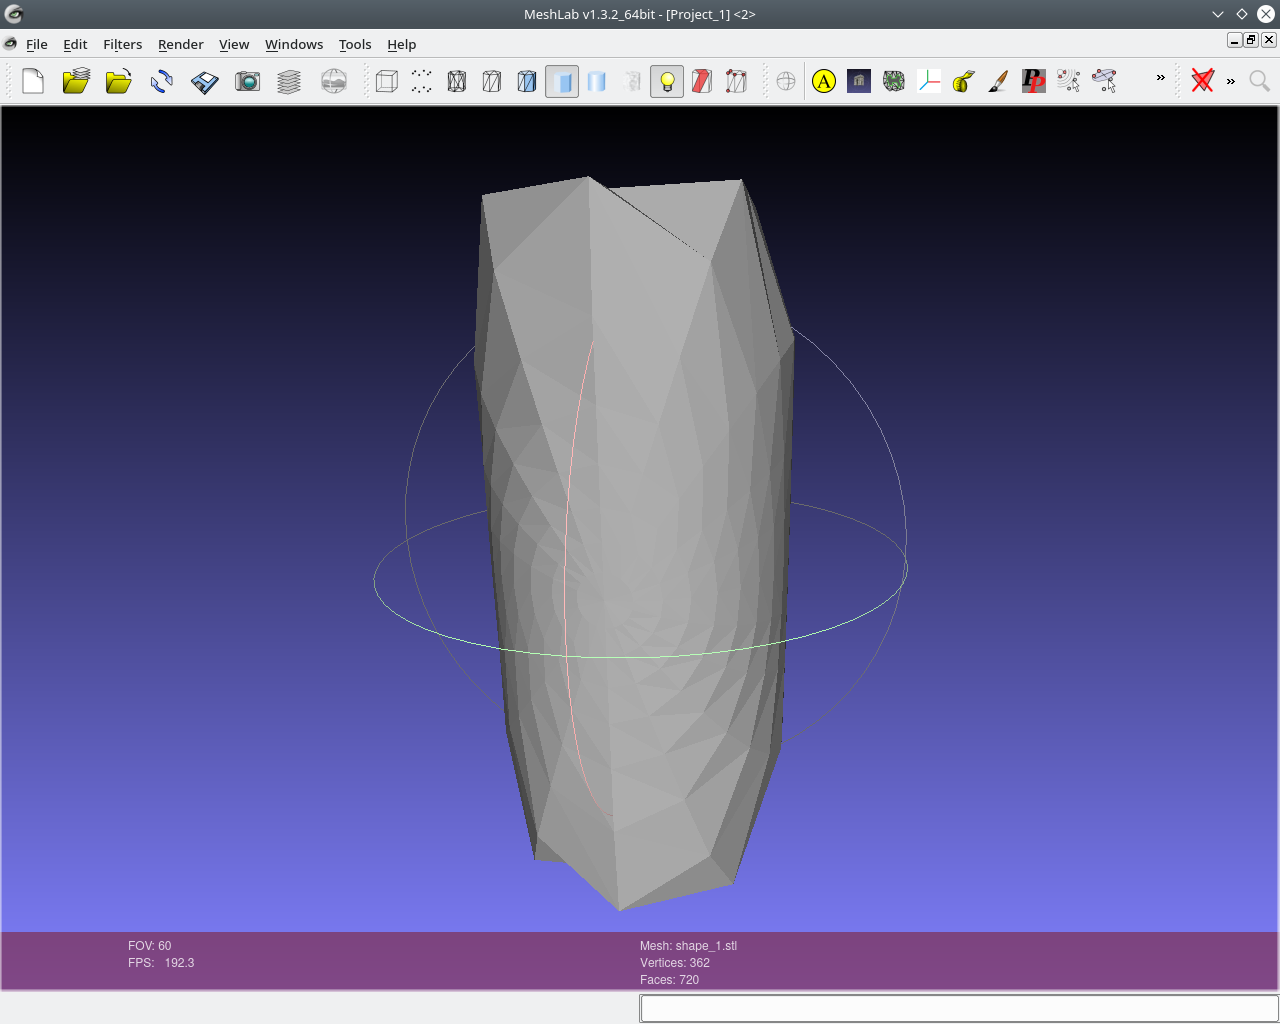 MeshLab v1.3.2_64bit - [Project_1] <2>
File Edit Filters Render View Windows Tools Help
A
PP
FOV: 60
FPS: 192.3
Mesh: shape_1.stl
Vertices: 362
Faces: 720